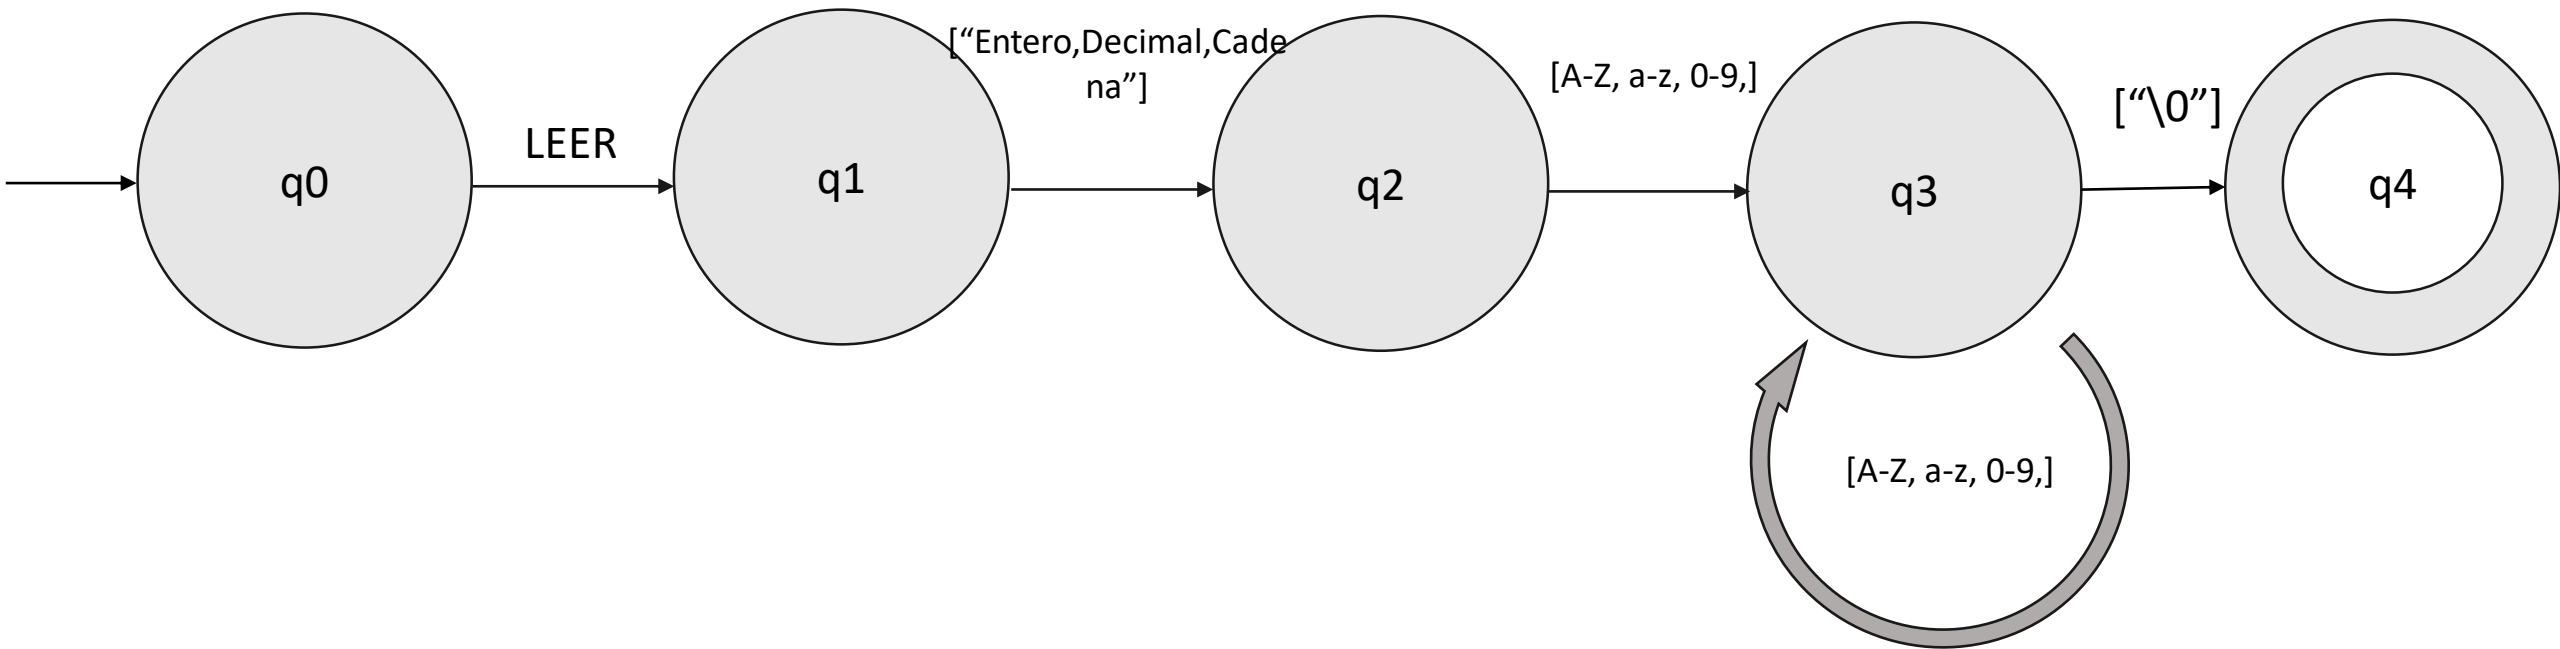 q0
LEER
q1
[“Entero,Decimal,Cade
na”]
q2
[A-Z, a-z, 0-9,]
q3
[“\0”]
q4
[A-Z, a-z, 0-9,]